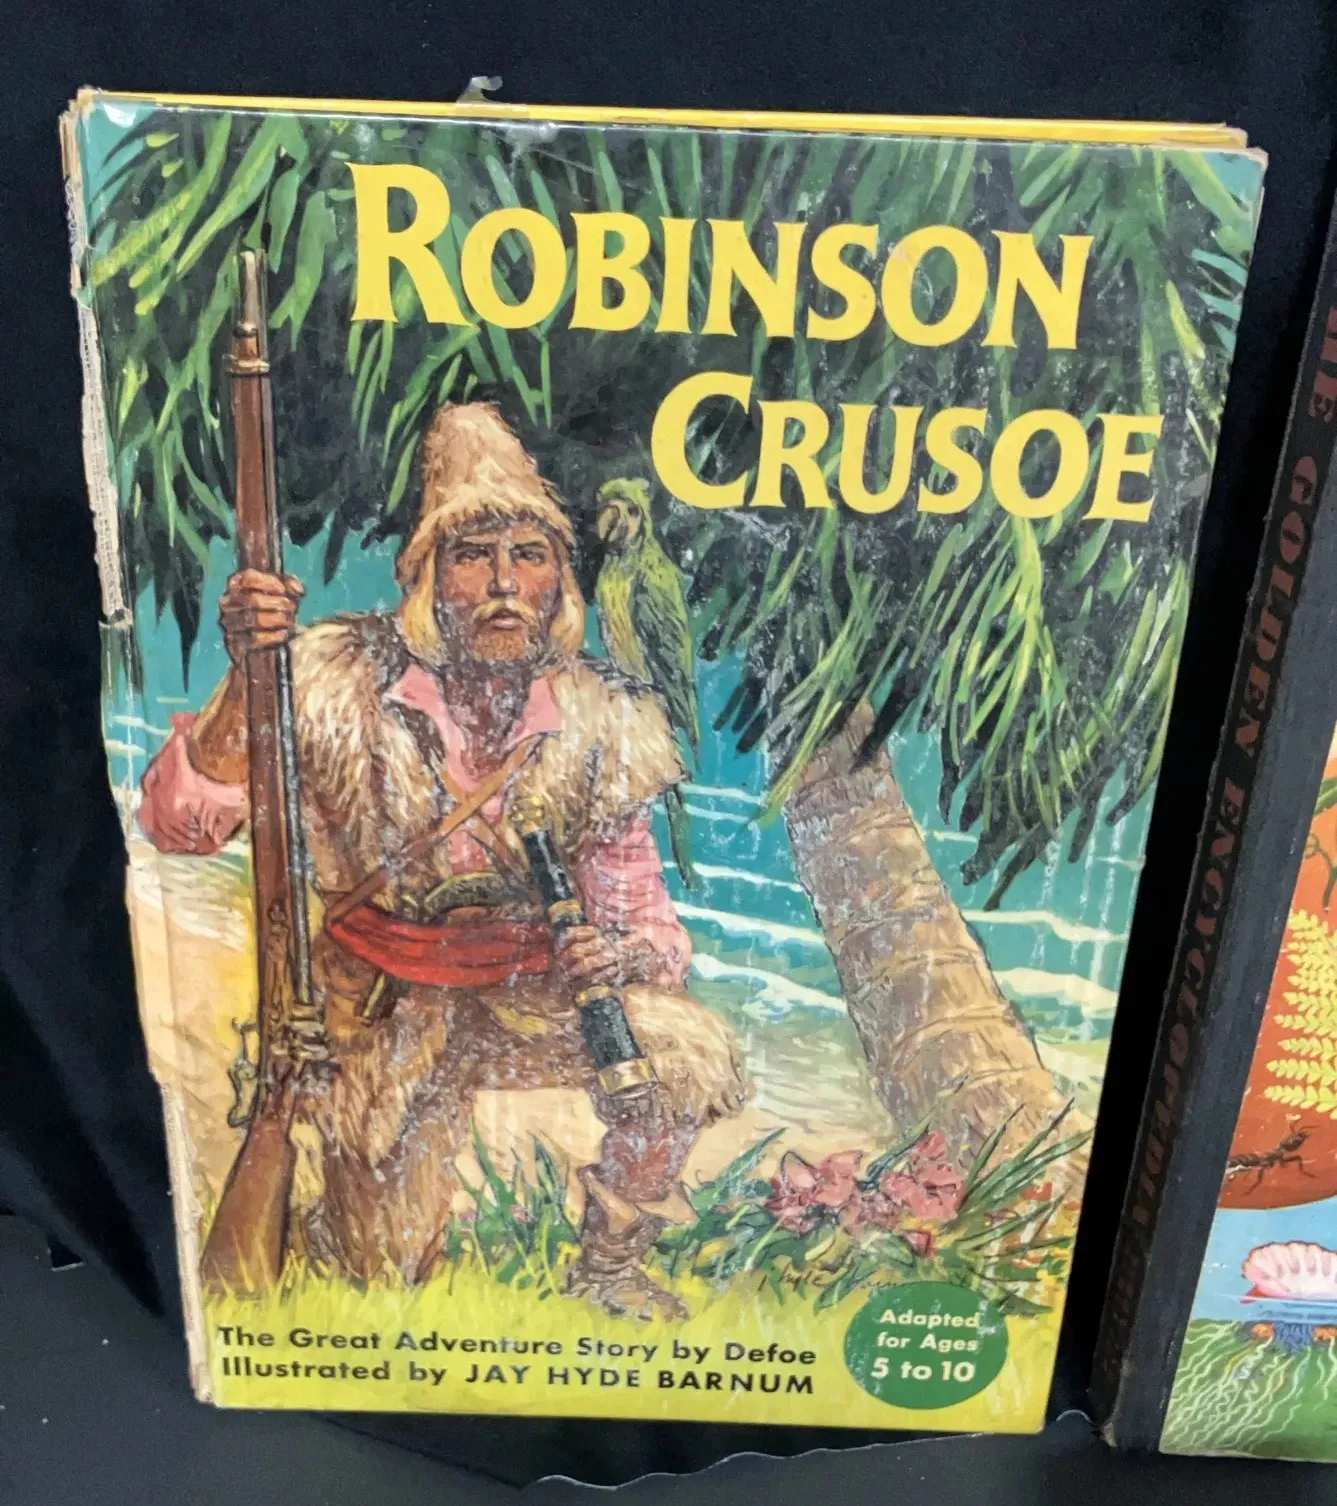 ROBINSON
CRUSOE
The Great Adventure Story by Defoe
Illustrated by JAY HYDE BARNUM
Adapted
for Ages
5 to 10
THE GOLDEN ENCYCLOPEDIA